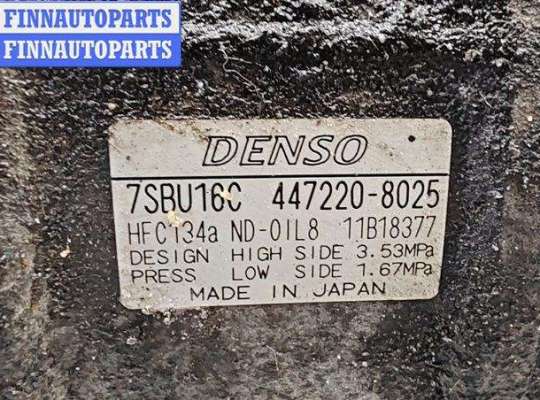 FINNAUTOPARTS
FINNAUTOPARTS
DENSO
7SBU16C 447220-8025
HFC134a ND-OIL8 11B18377
DESIGN HIGH SIDE 3.53MPa
PRESS LOW SIDE 1.67MPa
MADE IN JAPAN